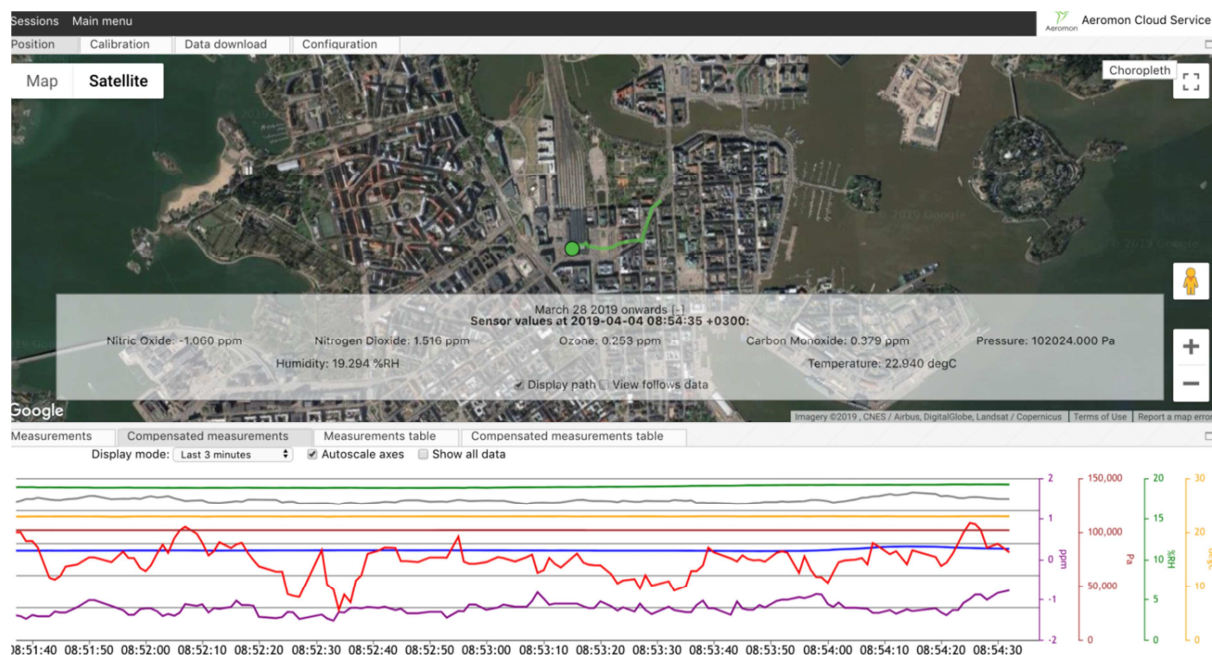 Sessions Main menu
Aeromon
Aeromon Cloud Service
Position Calibration Data download Configuration
Map Satellite
Choropleth
© 2019 Google
March 28 2019 onwards [-]
Sensor values at 2019-04-04 08:54:35 +0300:
Nitric Oxide: -1.060 ppm Nitrogen Dioxide: 1.516 ppm Ozone: 0.253 ppm Carbon Monoxide: 0.379 ppm Pressure: 102024.000 Pa
Humidity: 19.294 %RH Temperature: 22.940 degC
Display path View follows data
Google
Imagery ©2019 , CNES / Airbus, DigitalGlobe, Landsat / Copernicus Terms of Use Report a map error
Measurements Compensated measurements Measurements table Compensated measurements table
Display mode: Last 3 minutes Autoscale axes Show all data
2 150,000 20 30
1 100,000 15 20
0 ppm Pa 10 %RH
-1 50,000 5 10
-2 0 0 0
08:51:40 08:51:50 08:52:00 08:52:10 08:52:20 08:52:30 08:52:40 08:52:50 08:53:00 08:53:10 08:53:20 08:53:30 08:53:40 08:53:50 08:54:00 08:54:10 08:54:20 08:54:30